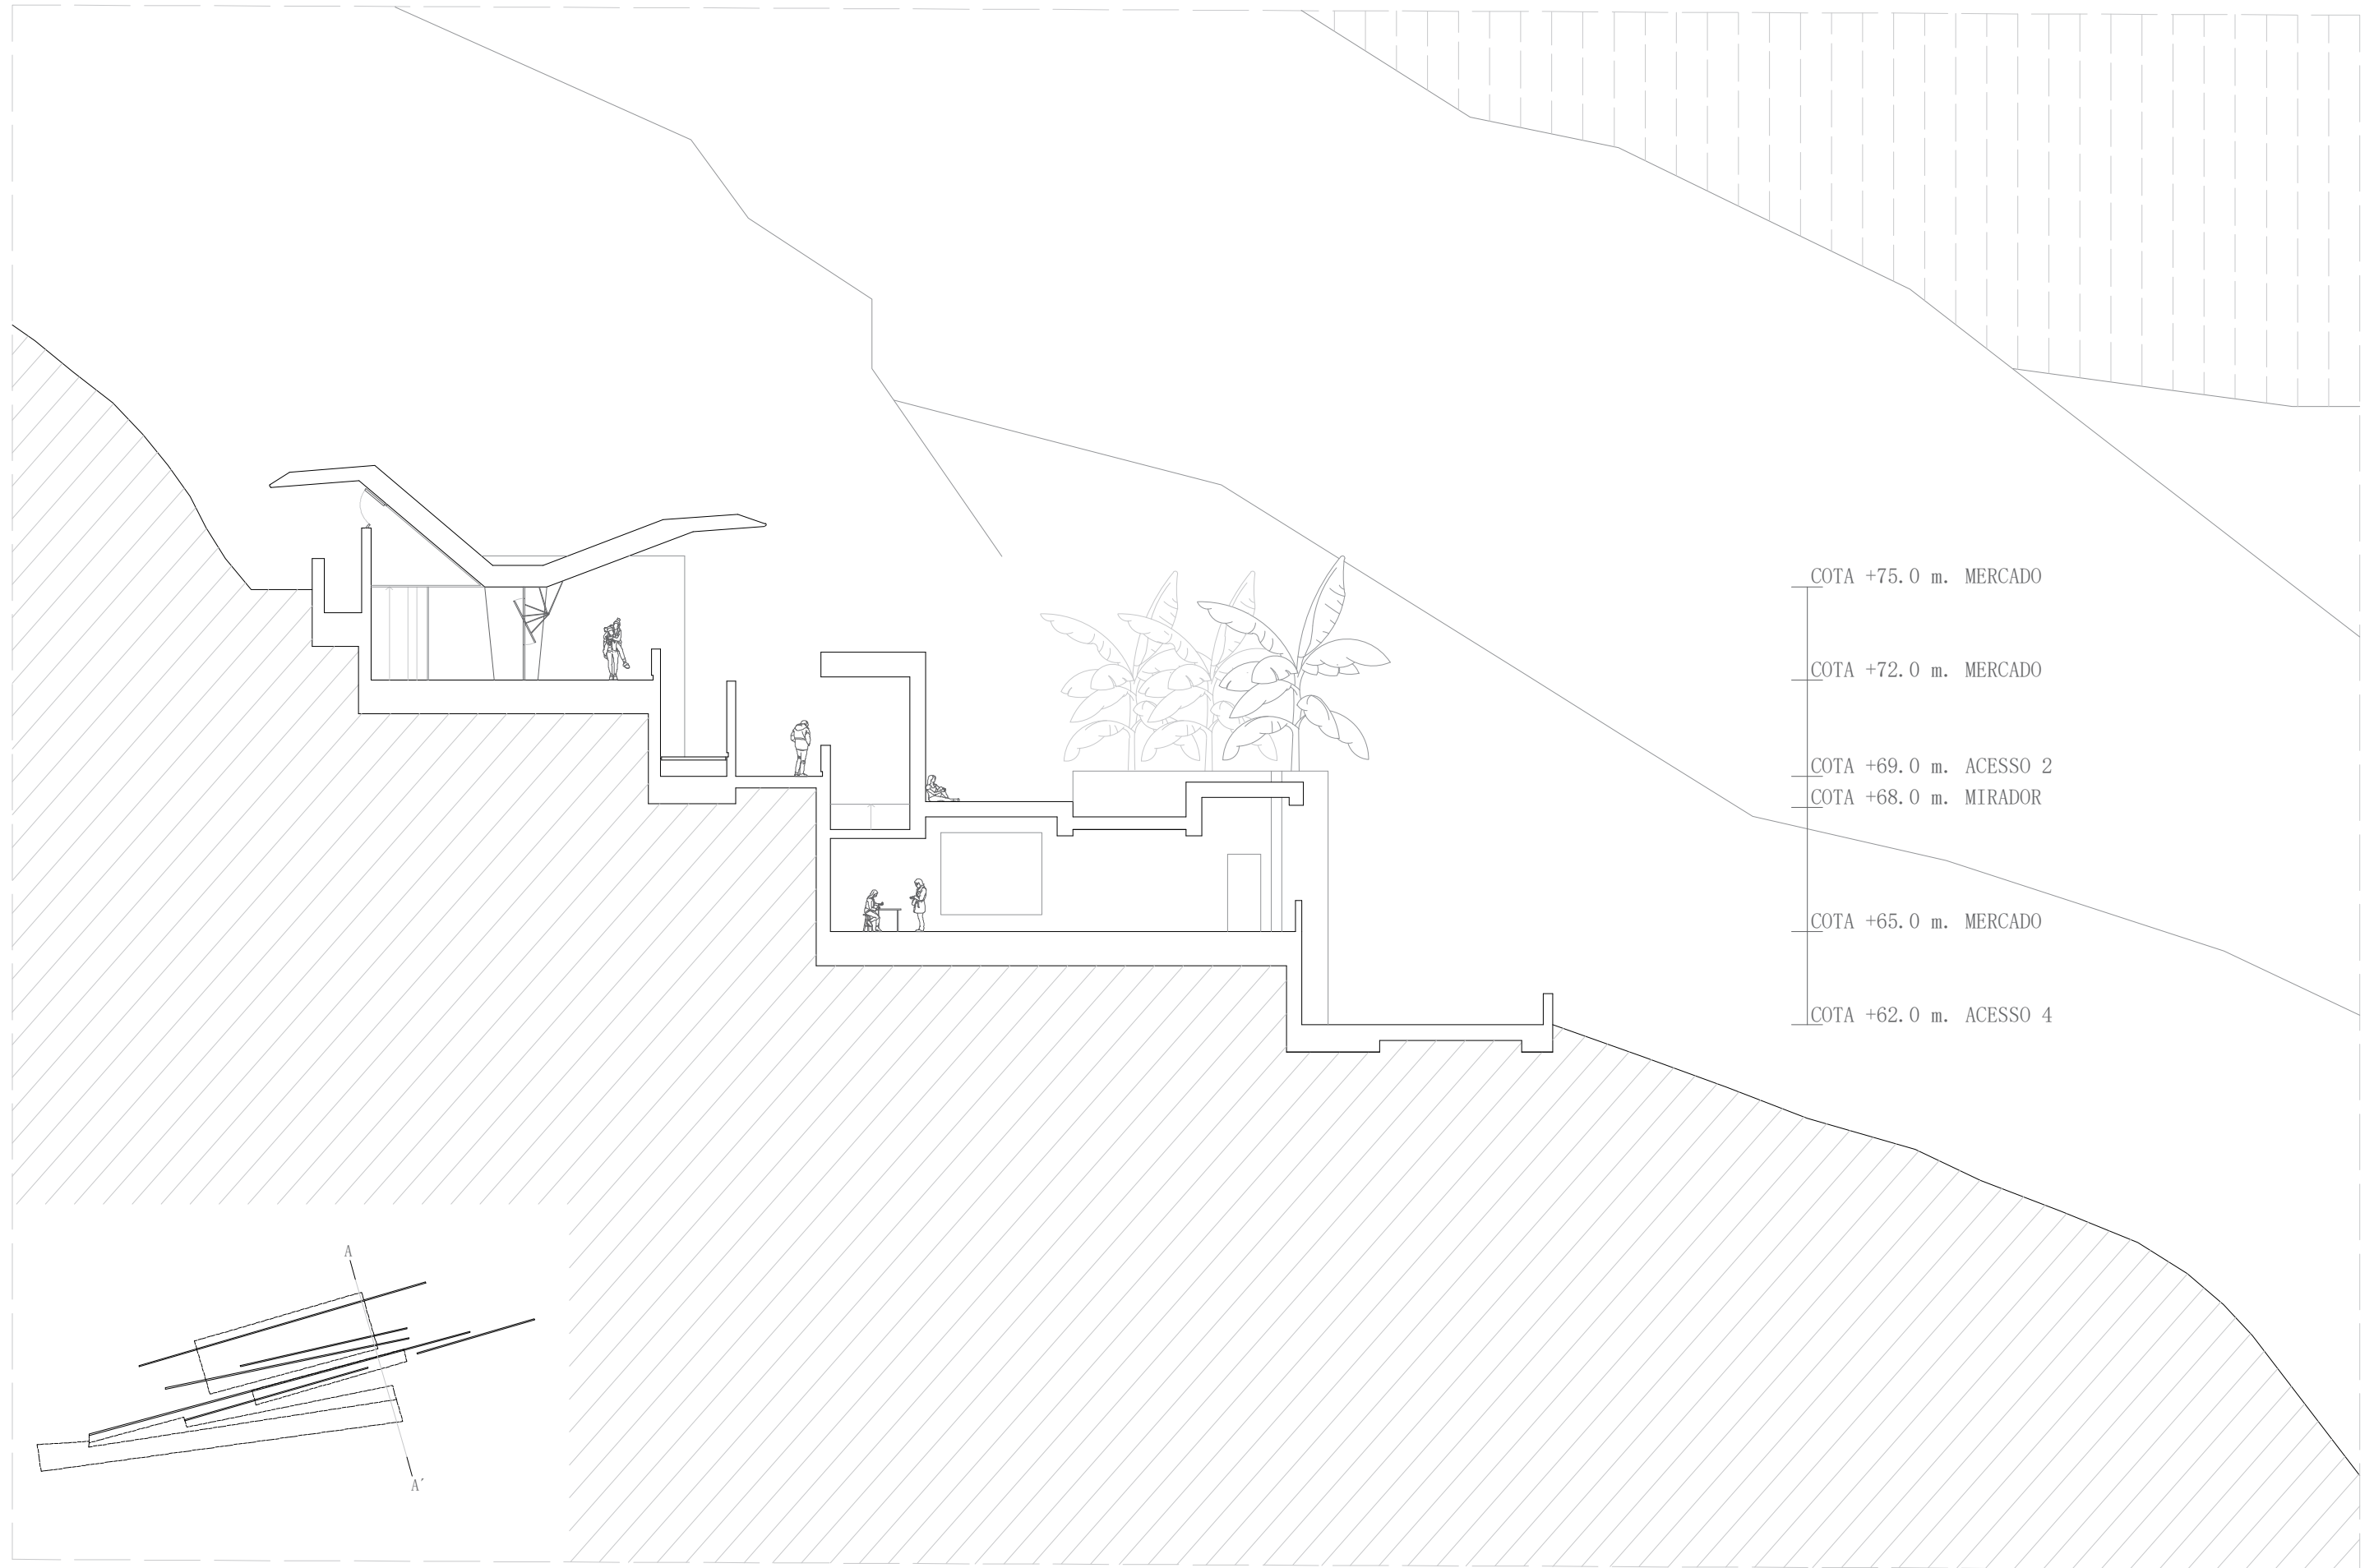 COTA +75.0 m. MERCADO
COTA +72.0 m. MERCADO
COTA +69.0 m. ACESSO 2
COTA +68.0 m. MIRADOR
COTA +65.0 m. MERCADO
COTA +62.0 m. ACESSO 4
A
A'